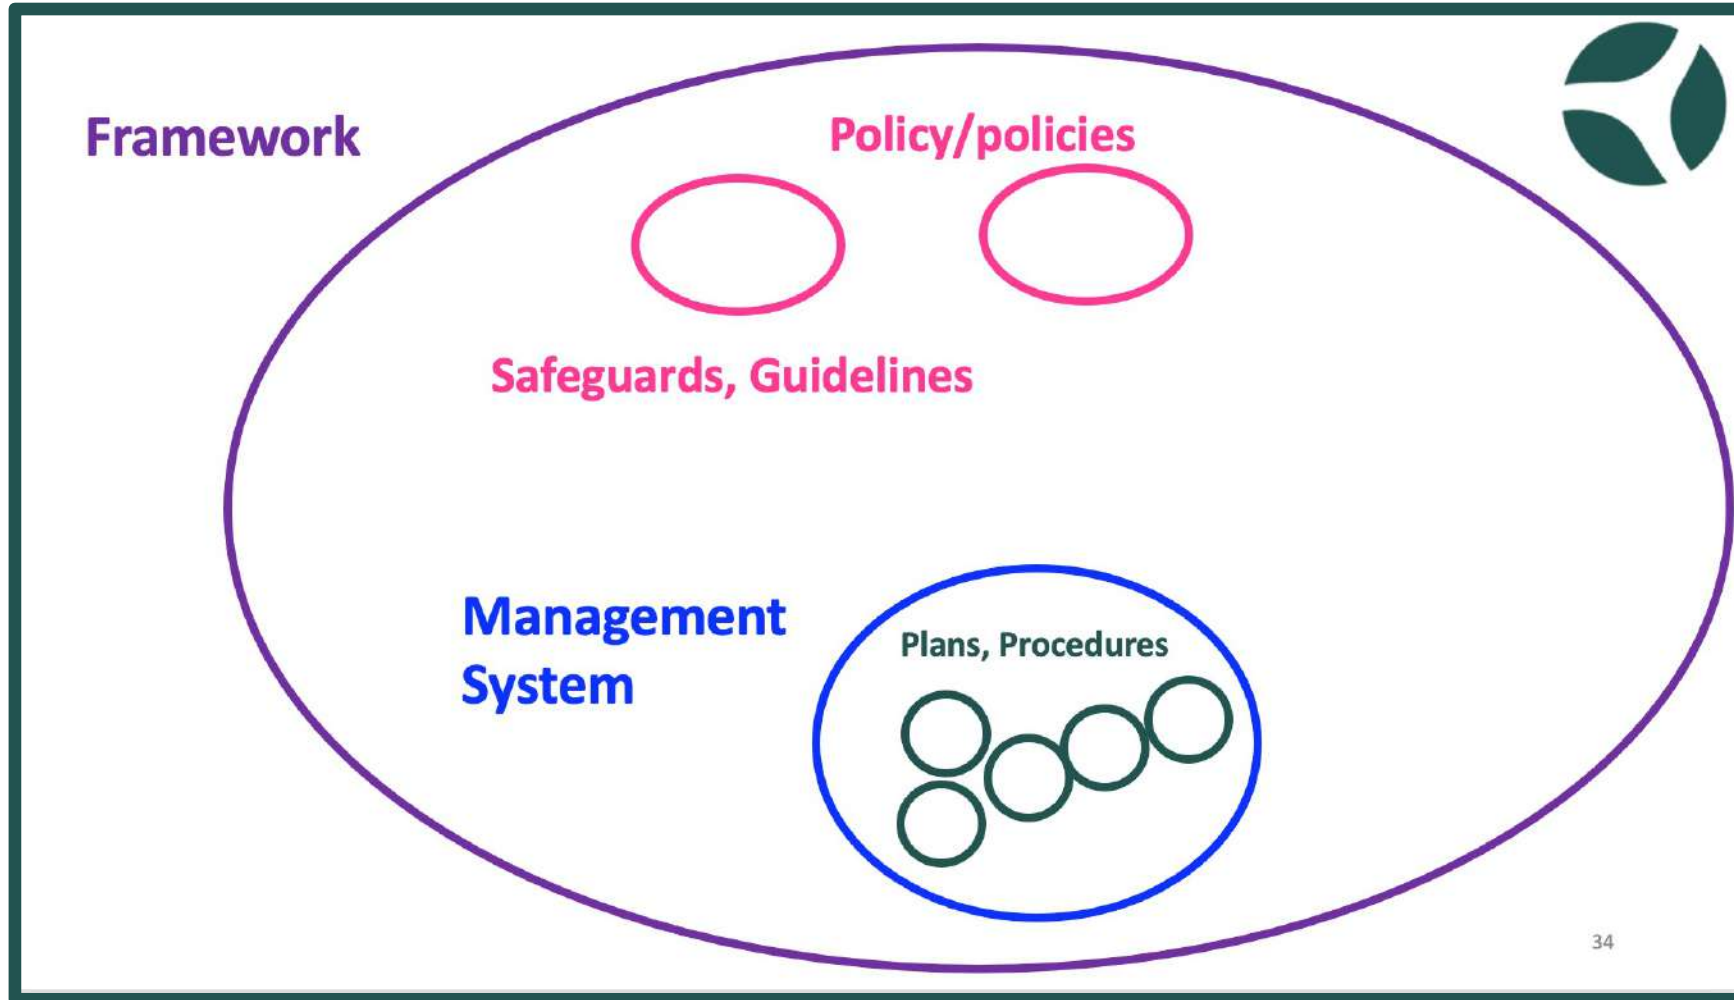 Framework
Policy/policies
Safeguards, Guidelines
Management
System
Plans, Procedures
34